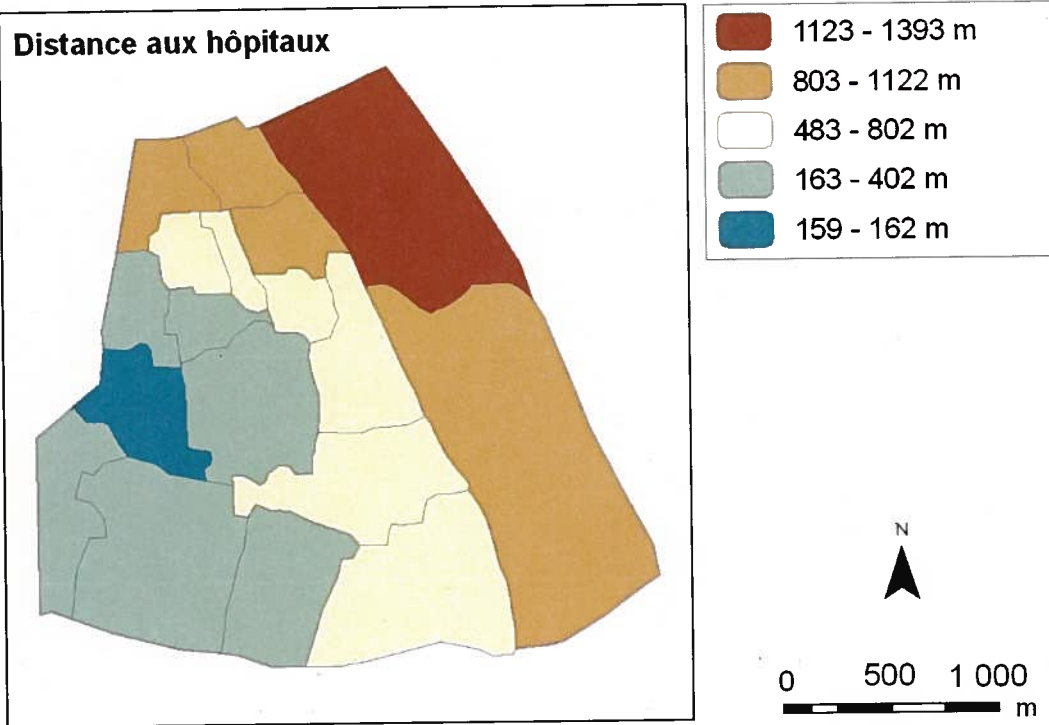 Distance aux hôpitaux
1123 - 1393 m
803 - 1122 m
483 - 802 m
163 - 402 m
159 - 162 m
N
0 500 1 000
m